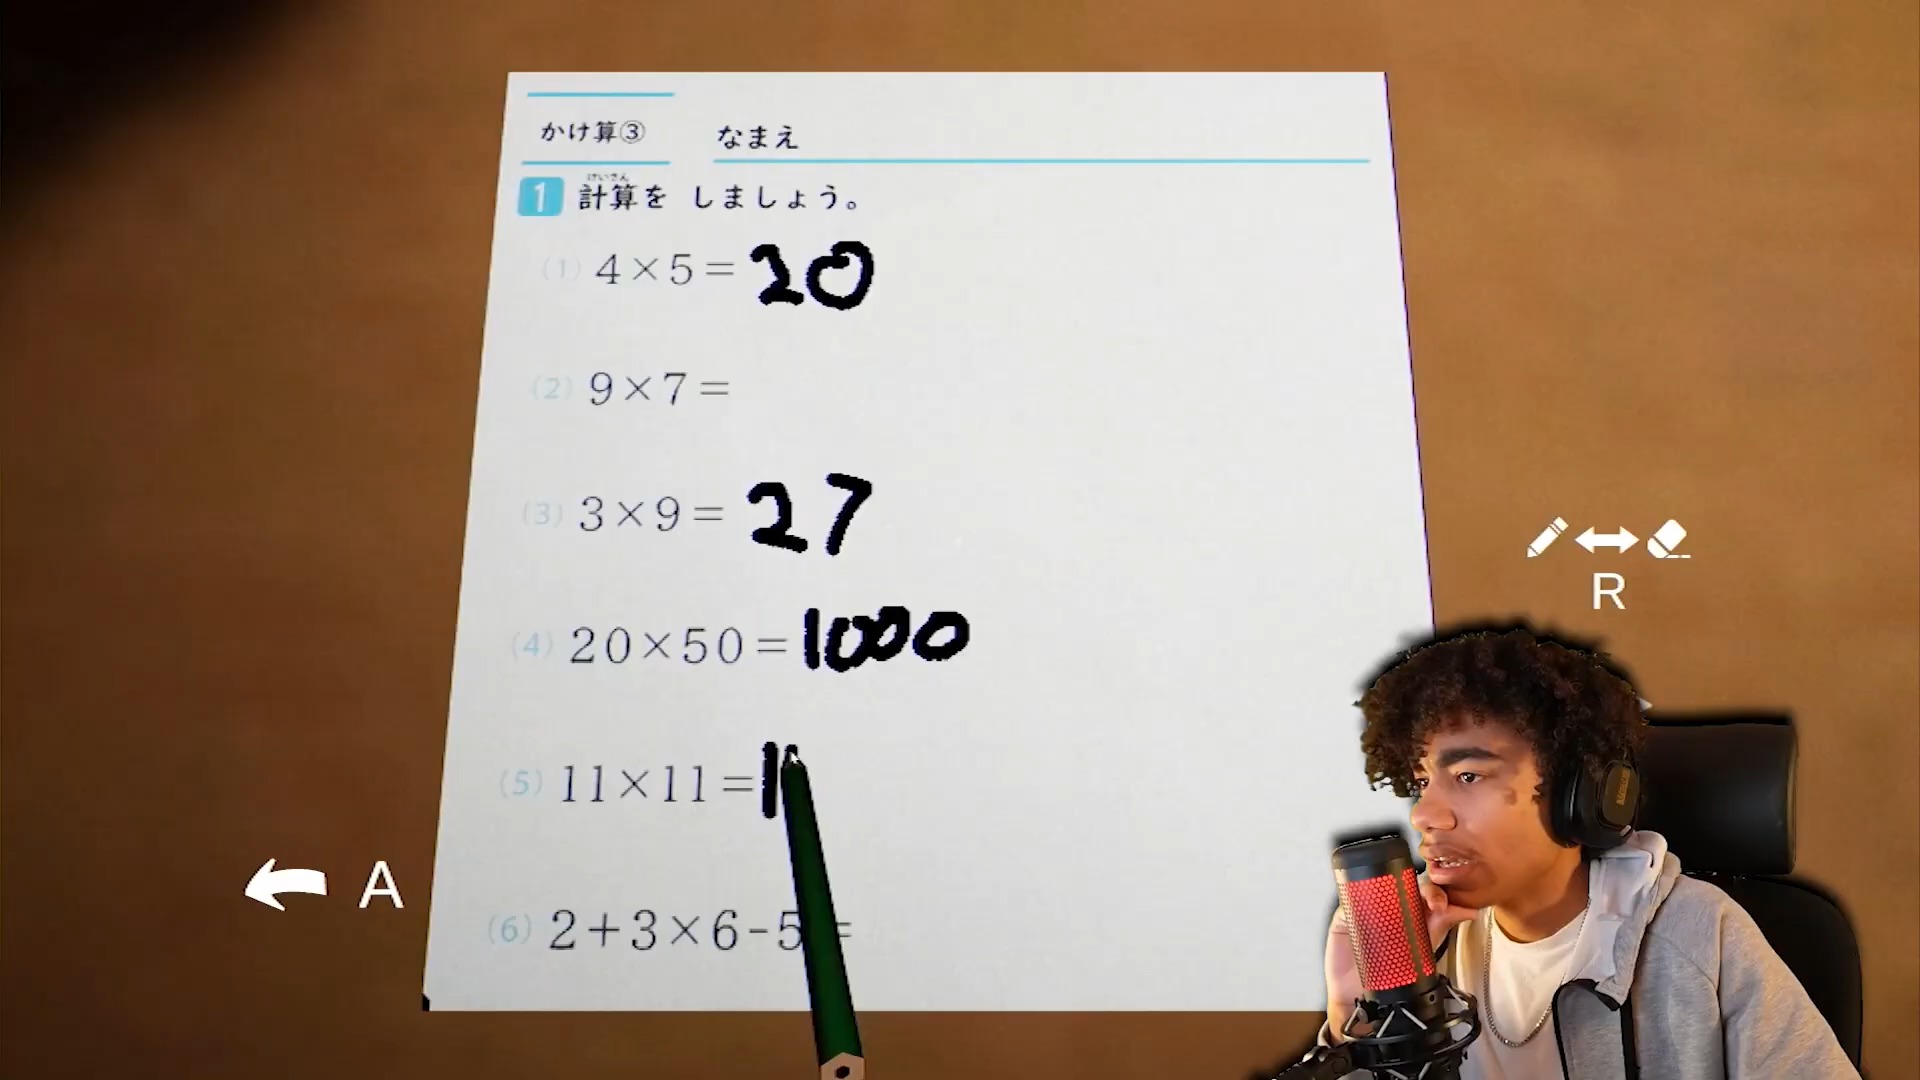 かけ算③ なまえ
1 計算を しましょう。
けいさん
(1) 4×5= 20
(2) 9×7=
(3) 3×9= 27
(4) 20×50= 1000
(5) 11×11= 1
(6) 2+3×6-5 =
R
A